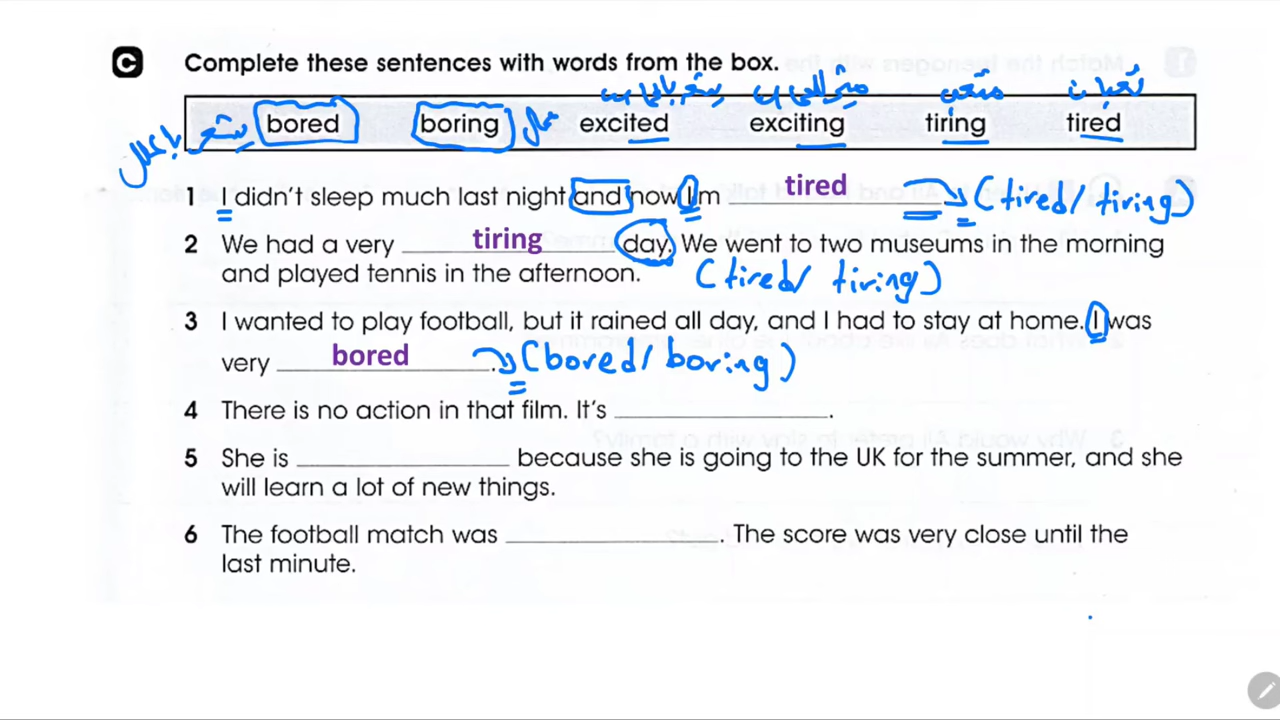 C Complete these sentences with words from the box.
bored boring excited exciting tiring tired
1 I didn't sleep much last night and now I'm tired (tired/ tiring)
2 We had a very tiring day. We went to two museums in the morning
and played tennis in the afternoon. (tired/ tiring)
3 I wanted to play football, but it rained all day, and I had to stay at home. I was
very bored. (bored/ boring)
4 There is no action in that film. It's ____________.
5 She is ____________ because she is going to the UK for the summer, and she
will learn a lot of new things.
6 The football match was ____________. The score was very close until the
last minute.